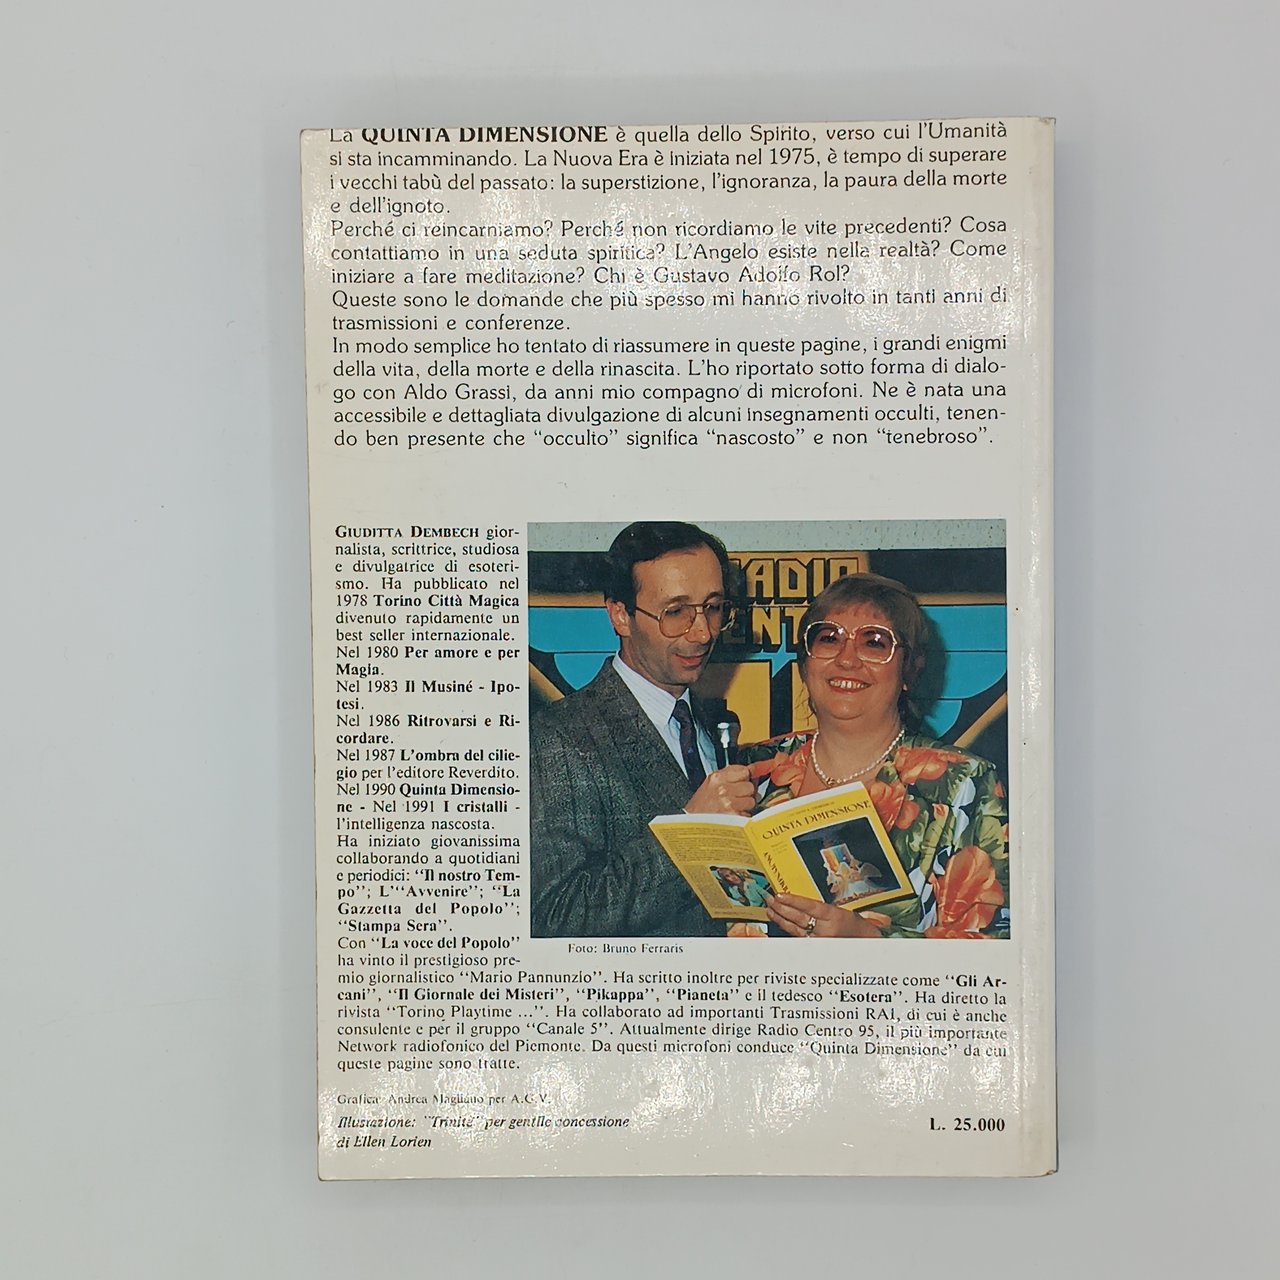 La QUINTA DIMENSIONE è quella dello Spirito, verso cui l'Umanità
si sta incamminando. La Nuova Era è iniziata nel 1975, è tempo di superare
i vecchi tabù del passato: la superstizione, l'ignoranza, la paura della morte
e dell'ignoto.
Perché ci reincarniamo? Perché non ricordiamo le vite precedenti? Cosa
contattiamo in una seduta spiritica? L'Angelo esiste nella realtà? Come
iniziare a fare meditazione? Chi è Gustavo Adolfo Rol?
Queste sono le domande che più spesso mi hanno rivolto in tanti anni di
trasmissioni e conferenze.
In modo semplice ho tentato di riassumere in queste pagine, i grandi enigmi
della vita, della morte e della rinascita. L'ho riportato sotto forma di dialo-
go con Aldo Grassi, da anni mio compagno di microfoni. Ne è nata una
accessibile e dettagliata divulgazione di alcuni insegnamenti occulti, tenen-
do ben presente che "occulto" significa "nascosto" e non "tenebroso".
GIUDITTA DEMBECH gior-
nalista, scrittrice, studiosa
e divulgatrice di esoteri-
smo. Ha pubblicato nel
1978 Torino Città Magica
divenuto rapidamente un
best seller internazionale.
Nel 1980 Per amore e per
Magia.
Nel 1983 Il Musiné - Ipo-
tesi.
Nel 1986 Ritrovarsi e Ri-
cordare.
Nel 1987 L'ombra del cilie-
gio per l'editore Reverdito.
Nel 1990 Quinta Dimensio-
ne - Nel 1991 I cristalli -
l'intelligenza nascosta.
Ha iniziato giovanissima
collaborando a quotidiani
e periodici: "Il nostro Tem-
po"; L'"Avvenire"; "La
Gazzetta del Popolo";
"Stampa Sera".
Con "La voce del Popolo"
ha vinto il prestigioso pre-
mio giornalistico "Mario Pannunzio". Ha scritto inoltre per riviste specializzate come "Gli Ar-
cani", "Il Giornale dei Misteri", "Pikappa", "Pianeta" e il tedesco "Esotera". Ha diretto la
rivista "Torino Playtime ...". Ha collaborato ad importanti Trasmissioni RAI, di cui è anche
consulente e per il gruppo "Canale 5". Attualmente dirige Radio Centro 95, il più importante
Network radiofonico del Piemonte. Da questi microfoni conduce "Quinta Dimensione" da cui
queste pagine sono tratte.
RADIO
ENT
QUINTA DIMENSIONE
Foto: Bruno Ferraris
Grafica: Andrea Magliano per A.G.V.
Illustrazione: "Trinità" per gentile concessione
di Ellen Lorien
L. 25.000